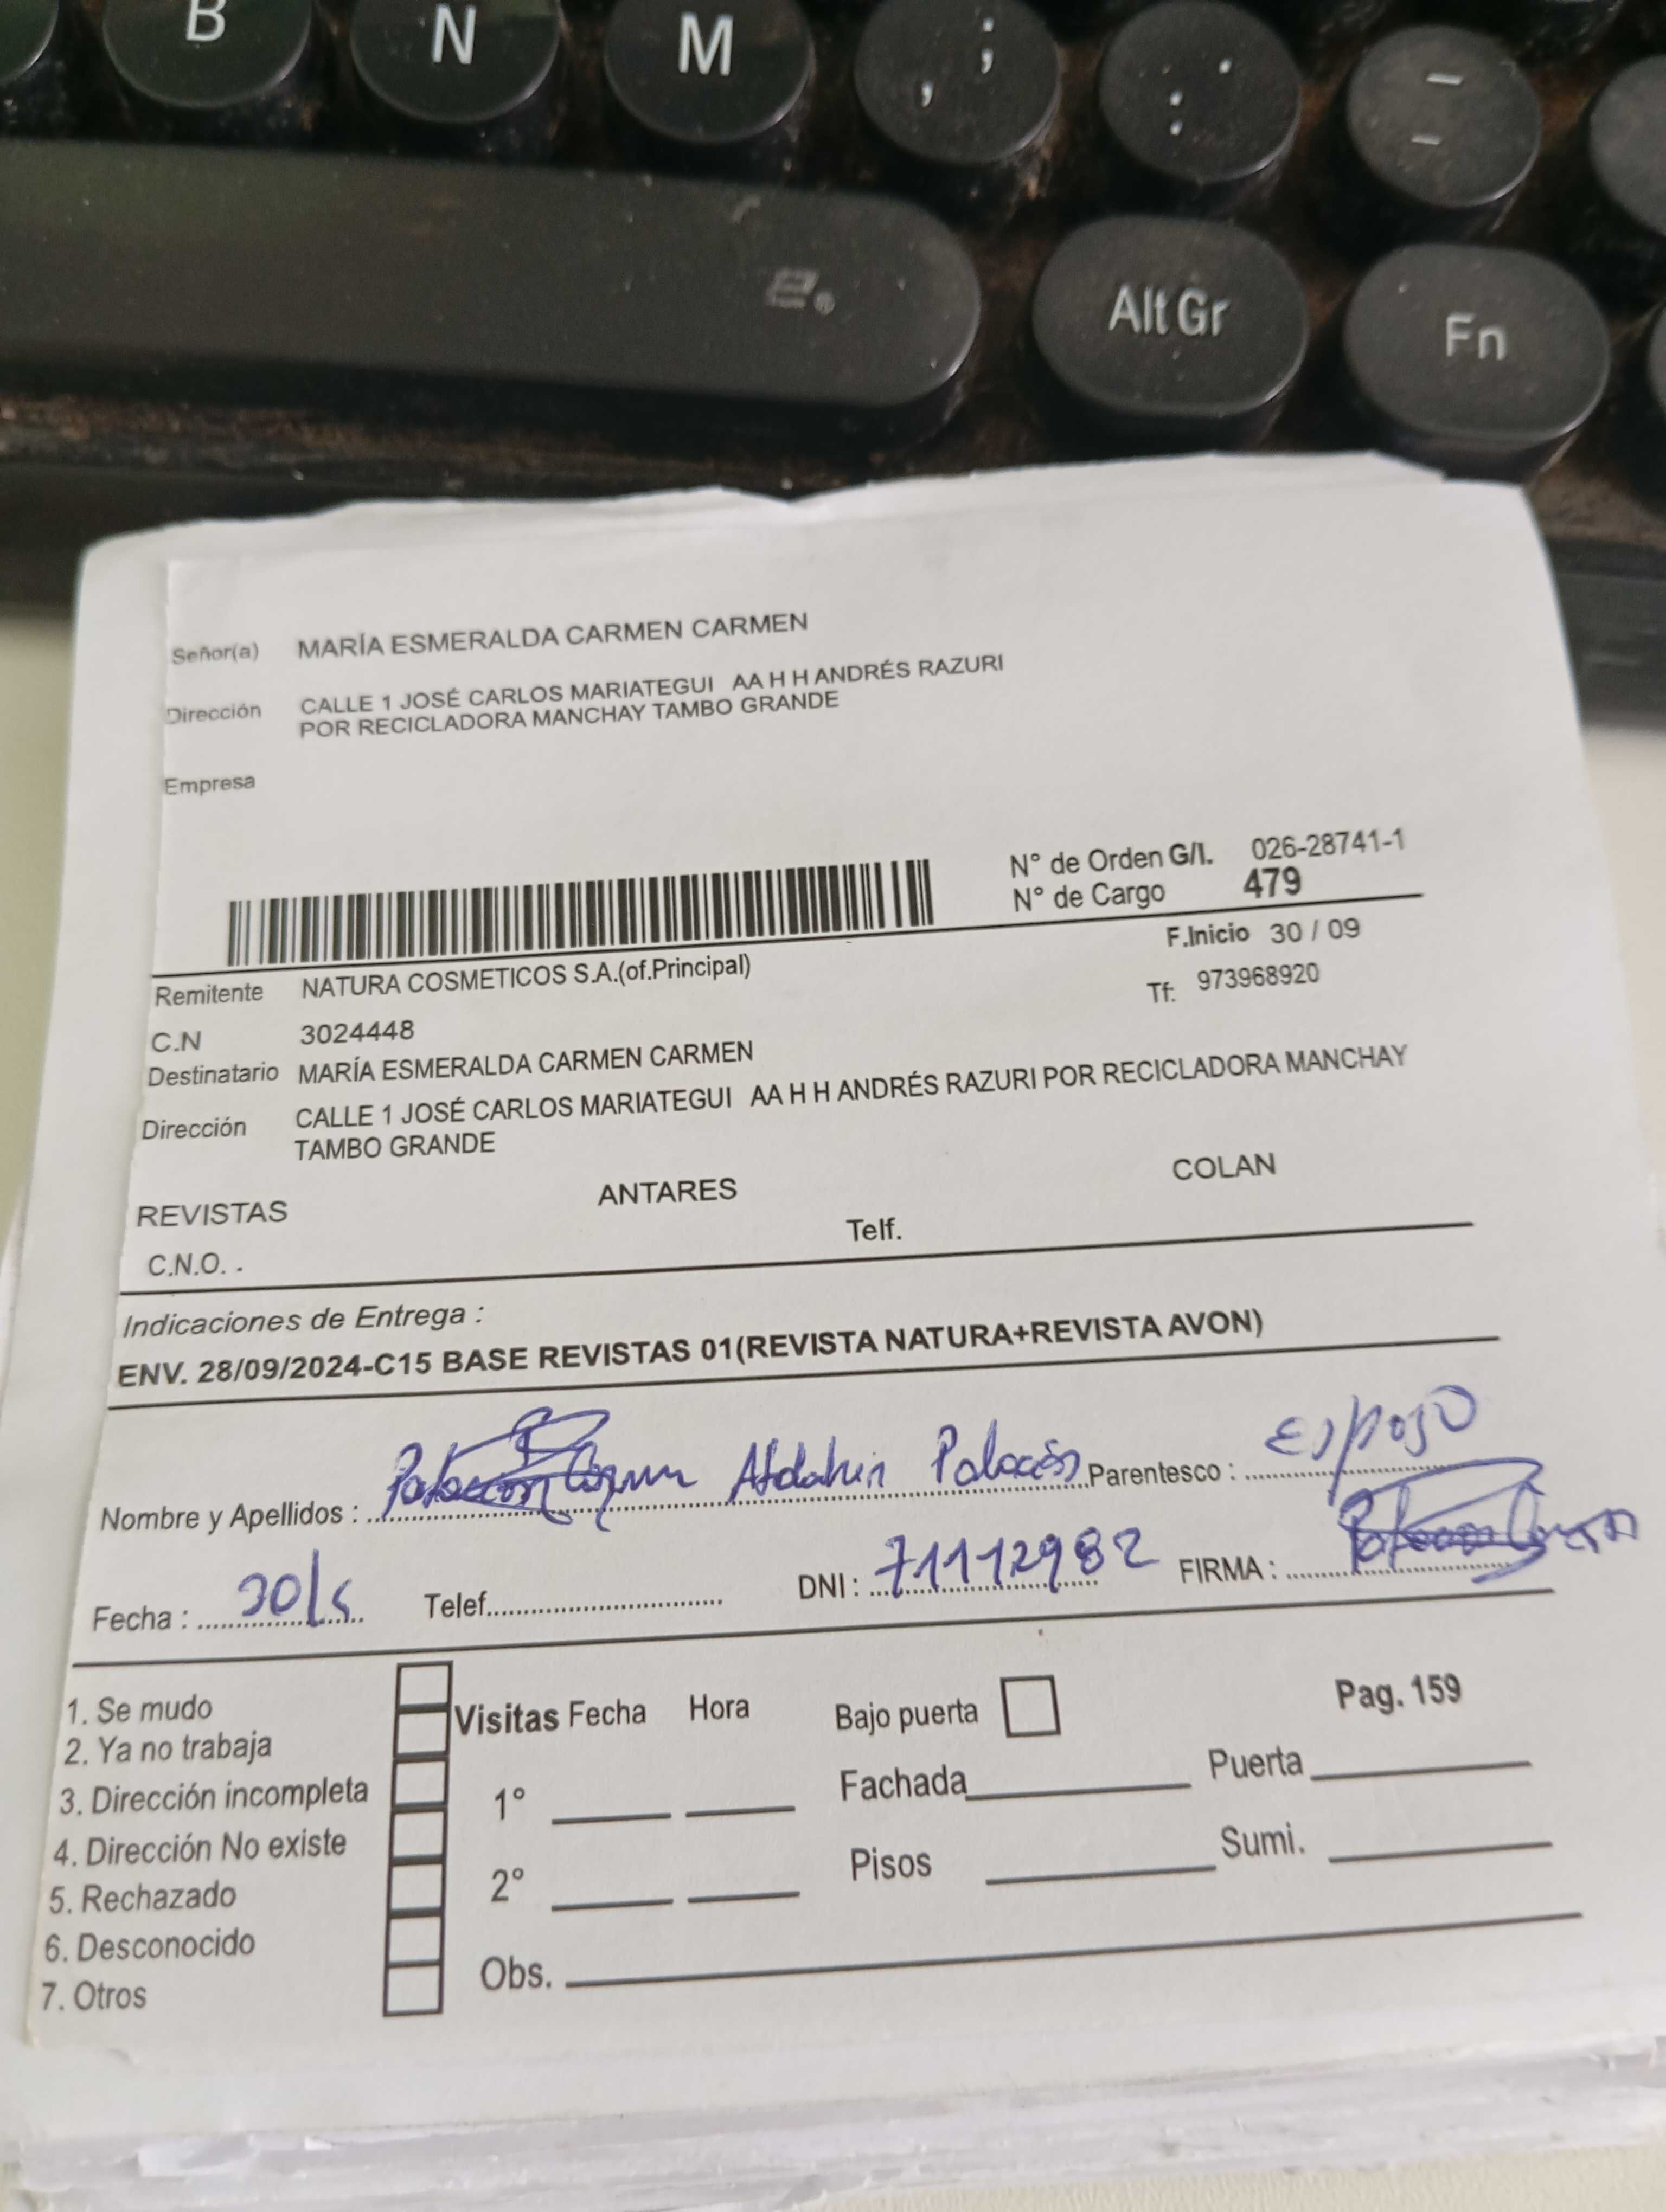 B N M , ; . : - _
Alt Gr Fn
Señor(a) MARÍA ESMERALDA CARMEN CARMEN
Dirección CALLE 1 JOSÉ CARLOS MARIATEGUI AA H H ANDRÉS RAZURI
POR RECICLADORA MANCHAY TAMBO GRANDE
Empresa
N° de Orden G/I. 026-28741-1
N° de Cargo 479
F.Inicio 30 / 09
Remitente NATURA COSMETICOS S.A.(of.Principal)
Tf: 973968920
C.N 3024448
Destinatario MARÍA ESMERALDA CARMEN CARMEN
Dirección CALLE 1 JOSÉ CARLOS MARIATEGUI AA H H ANDRÉS RAZURI POR RECICLADORA MANCHAY
TAMBO GRANDE
REVISTAS ANTARES COLAN
C.N.O. . Telf.
Indicaciones de Entrega :
ENV. 28/09/2024-C15 BASE REVISTAS 01(REVISTA NATURA+REVISTA AVON)
Nombre y Apellidos : Parentesco : esposo
Fecha : Telef. DNI : 71112982 FIRMA :
1. Se mudo
2. Ya no trabaja
3. Dirección incompleta
4. Dirección No existe
5. Rechazado
6. Desconocido
7. Otros
Visitas Fecha Hora
1°
2°
Obs.
Bajo puerta Pag. 159
Fachada Puerta
Pisos Sumi.